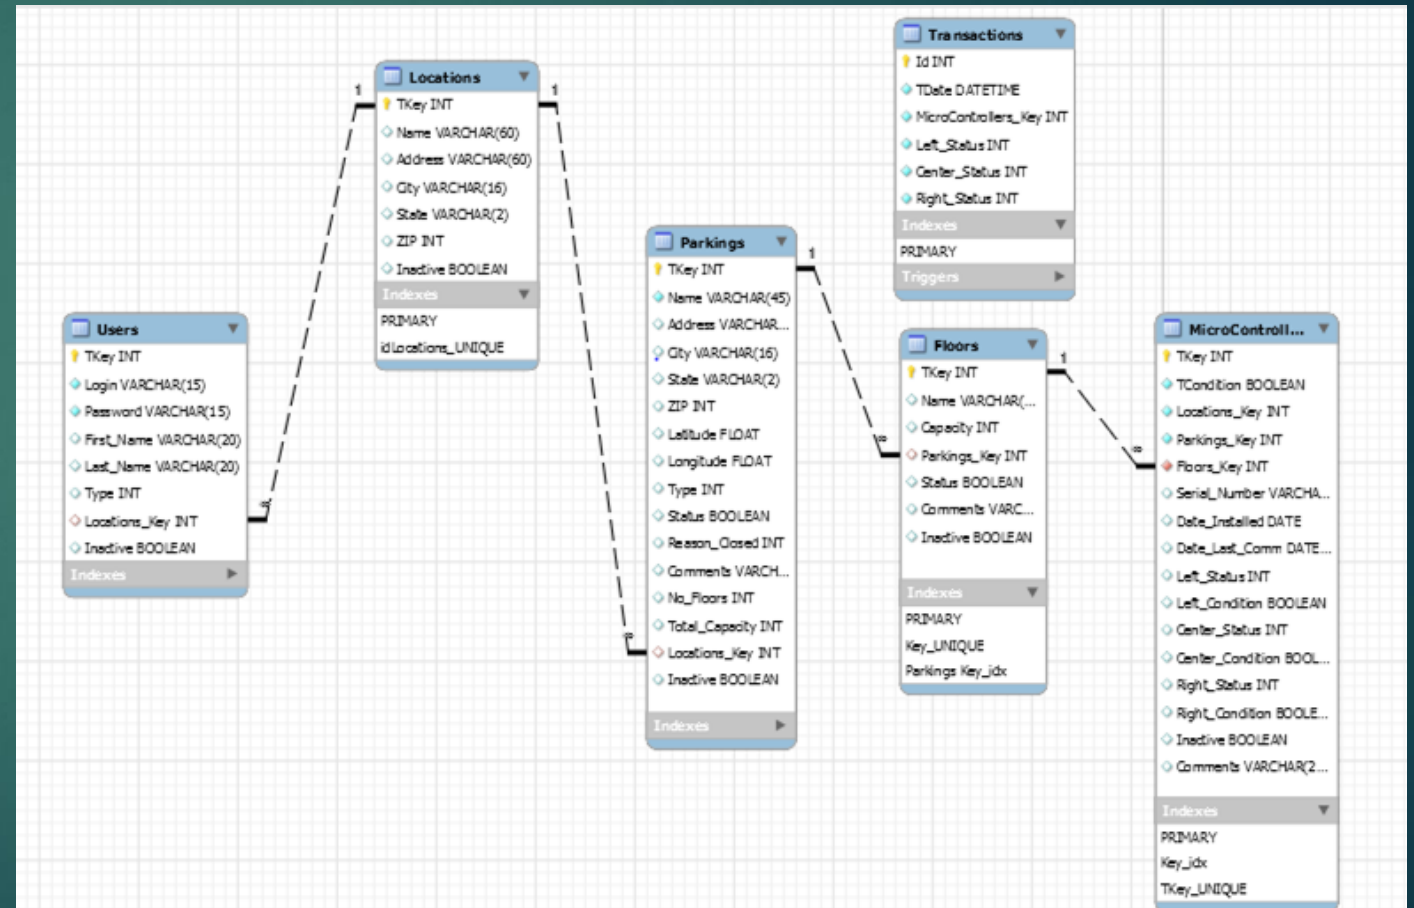 Transactions
Id INT
TDate DATETIME
MicroControllers_Key INT
Left_Status INT
Center_Status INT
Right_Status INT
Indexes
PRIMARY
Triggers
1
Locations
1
TKey INT
Name VARCHAR(60)
Address VARCHAR(60)
City VARCHAR(16)
State VARCHAR(2)
ZIP INT
Inactive BOOLEAN
Indexes
PRIMARY
idLocations_UNIQUE
Parkings
1
TKey INT
Name VARCHAR(45)
Address VARCHAR...
City VARCHAR(16)
State VARCHAR(2)
ZIP INT
Latitude FLOAT
Longitude FLOAT
Type INT
Status BOOLEAN
Reason_Closed INT
Comments VARCH...
No_Floors INT
Total_Capacity INT
∞
Locations_Key INT
Inactive BOOLEAN
Indexes
Users
TKey INT
Login VARCHAR(15)
Password VARCHAR(15)
First_Name VARCHAR(20)
Last_Name VARCHAR(20)
Type INT
∞
Locations_Key INT
Inactive BOOLEAN
Indexes
Floors
1
TKey INT
Name VARCHAR(...
Capacity INT
∞
Parkings_Key INT
Status BOOLEAN
Comments VARC...
Inactive BOOLEAN
Indexes
PRIMARY
Key_UNIQUE
Parkings Key_idx
MicroControll...
TKey INT
TCondition BOOLEAN
Locations_Key INT
Parkings_Key INT
∞
Floors_Key INT
Serial_Number VARCHA...
Date_Installed DATE
Date_Last_Comm DATE...
Left_Status INT
Left_Condition BOOLEAN
Center_Status INT
Center_Condition BOOL...
Right_Status INT
Right_Condition BOOLE...
Inactive BOOLEAN
Comments VARCHAR(2...
Indexes
PRIMARY
Key_idx
TKey_UNIQUE